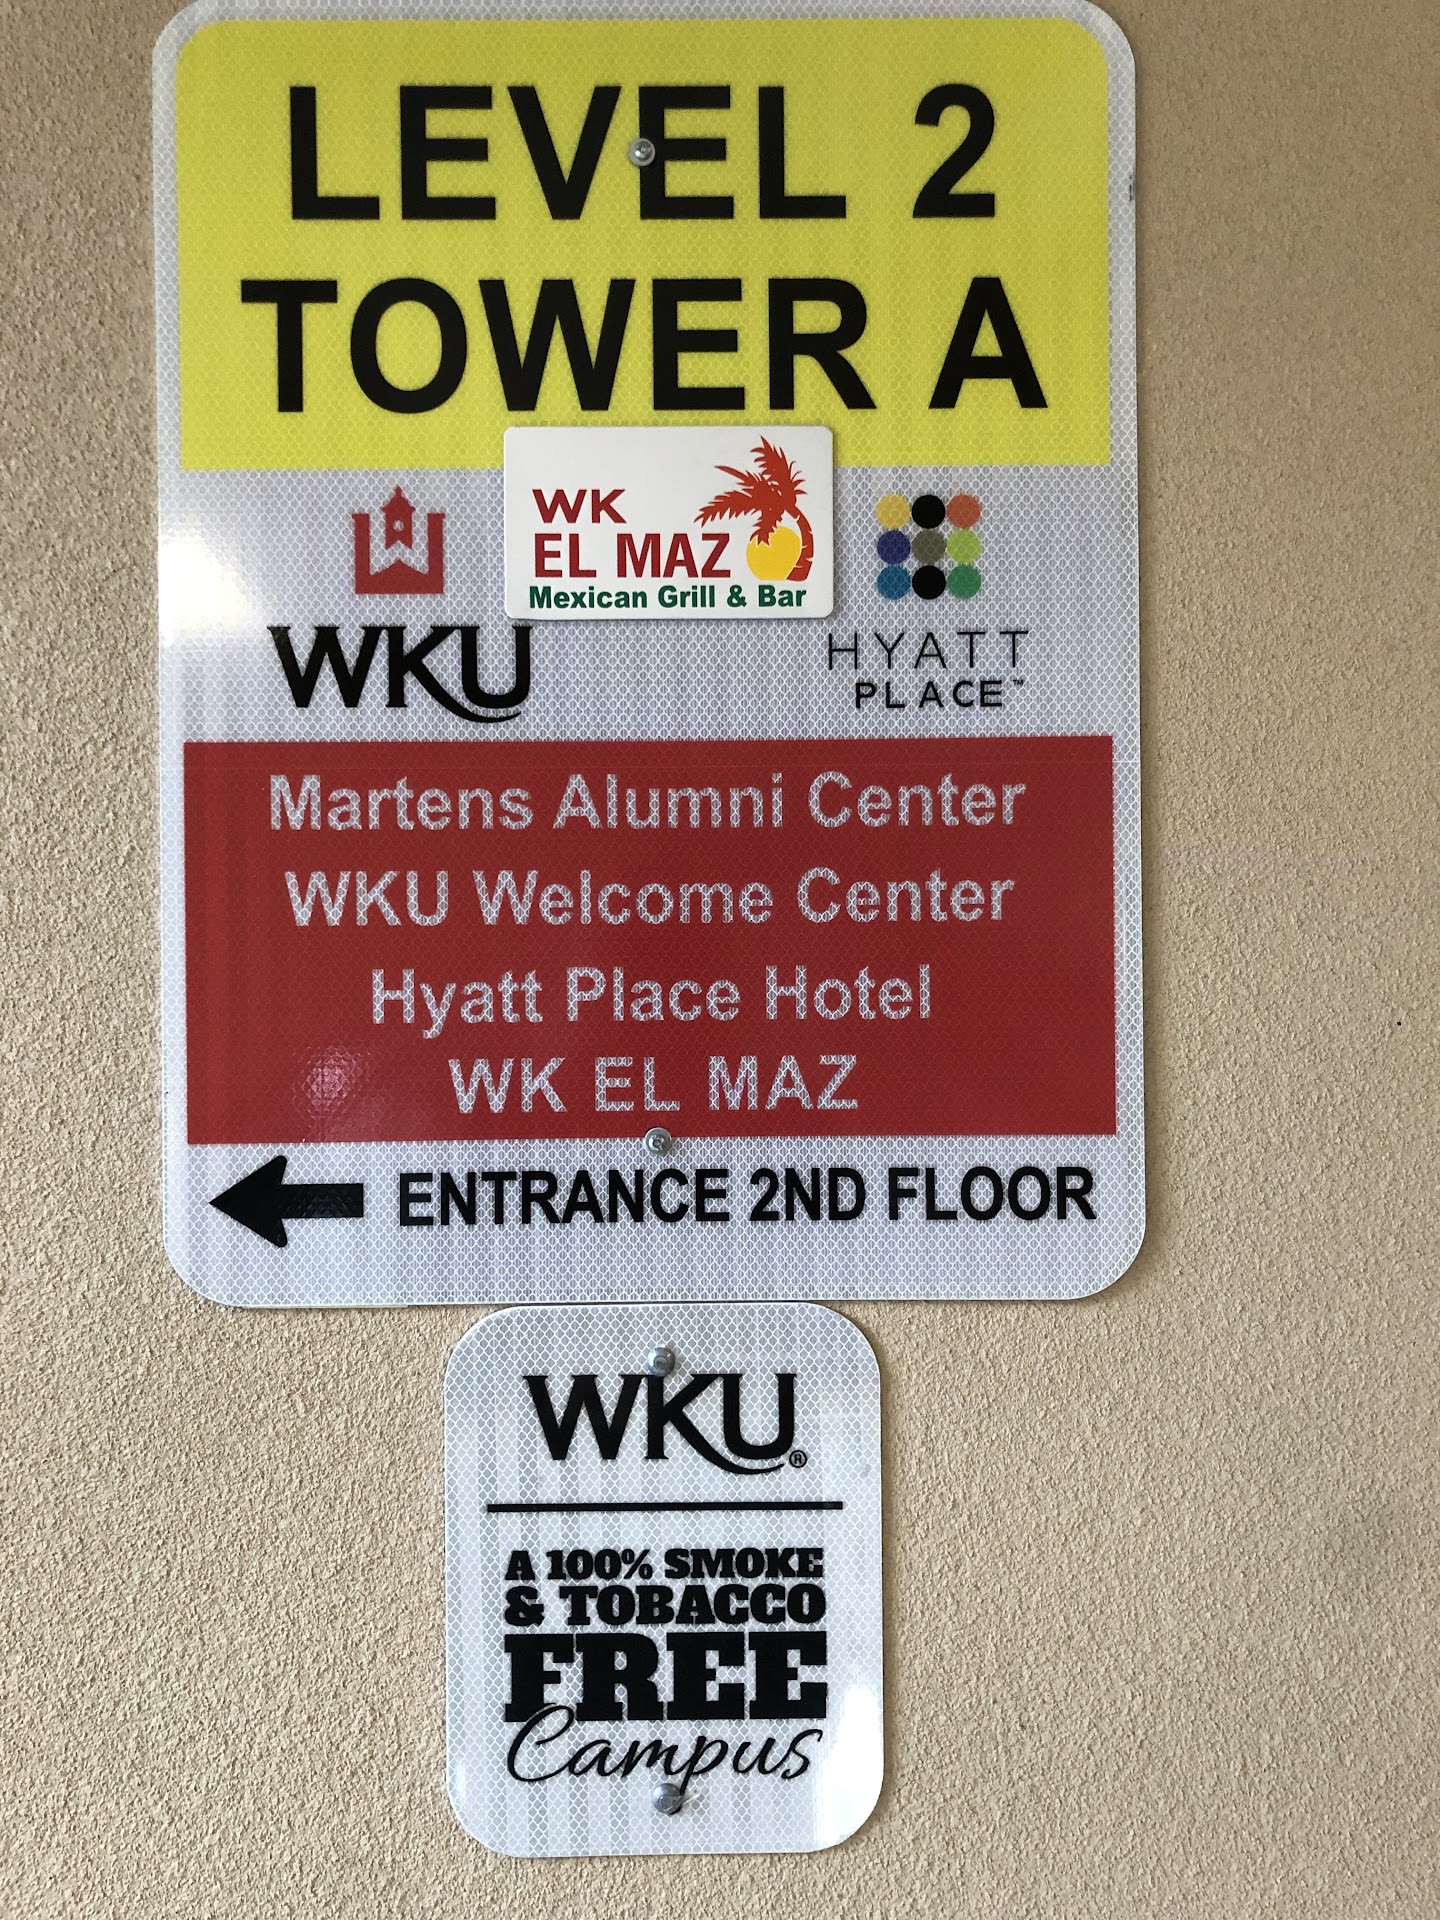 LEVEL 2
TOWER A
WK
EL MAZ
Mexican Grill & Bar
WKU
HYATT
PLACE™
Martens Alumni Center
WKU Welcome Center
Hyatt Place Hotel
WK EL MAZ
ENTRANCE 2ND FLOOR
WKU®
A 100% SMOKE
& TOBACCO
FREE
Campus